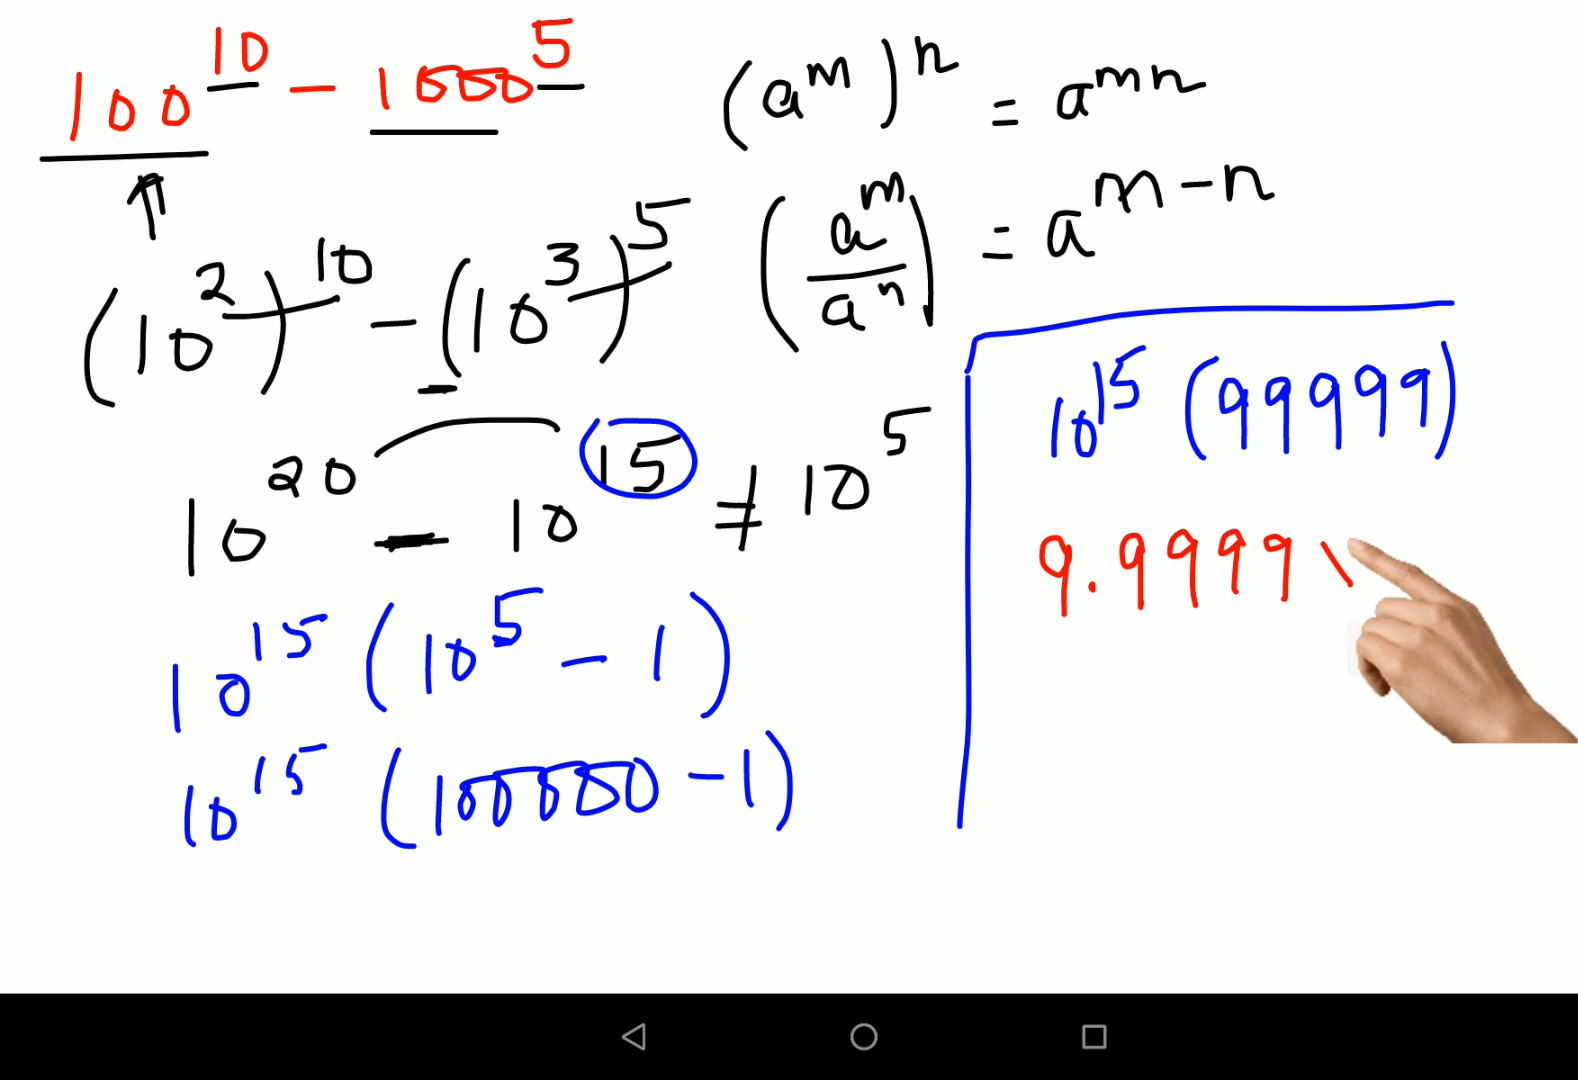 100^10 - 1000^5
(a^m)^n = a^mn
(a^m/a^n) = a^m-n
(10^2)^10 - (10^3)^5
10^20 - 10^15 ≠ 10^5
10^15 (10^5 - 1)
10^15 (100000 - 1)
10^15 (99999)
9.9999 \